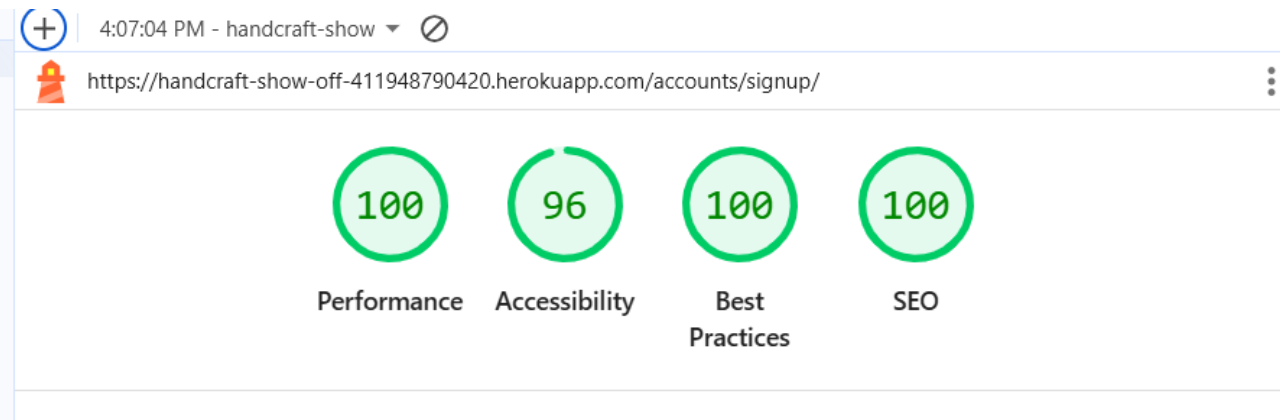 4:07:04 PM - handcraft-show
https://handcraft-show-off-411948790420.herokuapp.com/accounts/signup/
100 96 100 100
Performance Accessibility Best Practices SEO